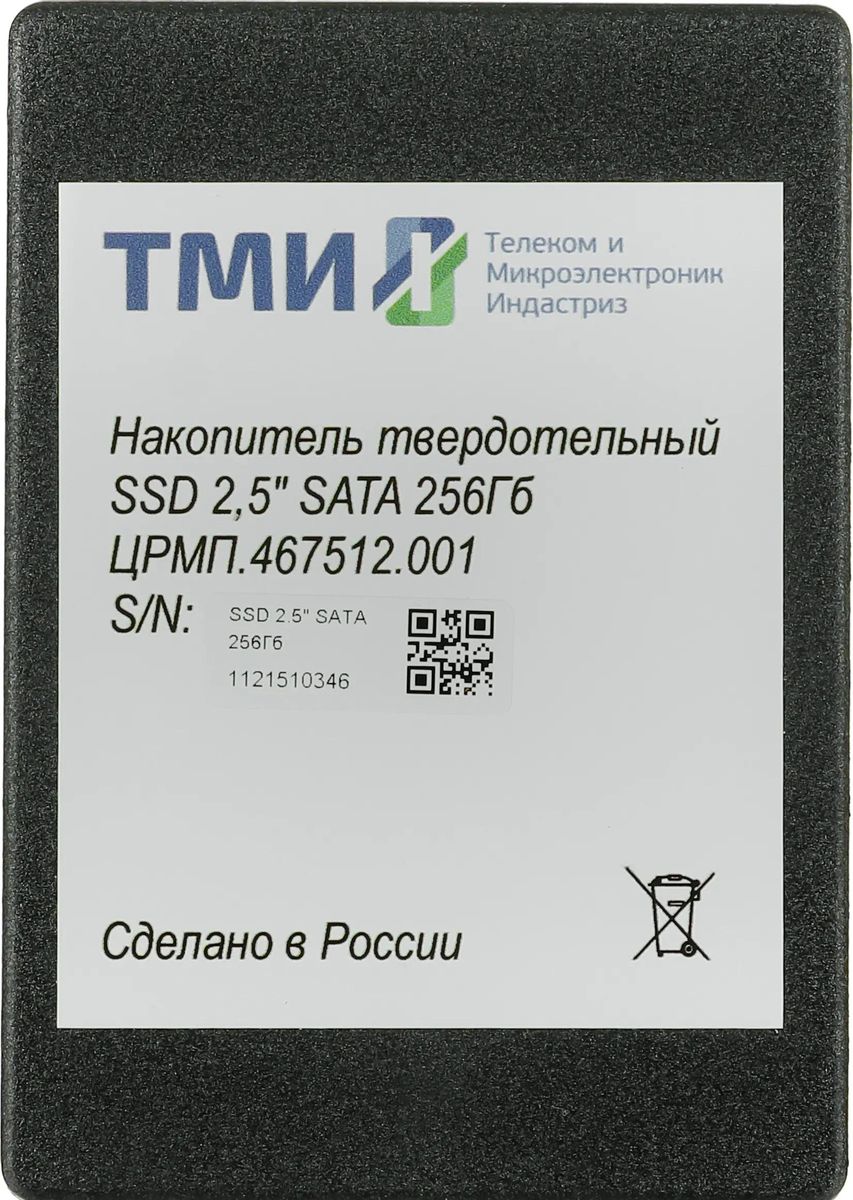 ТМИ
Телеком и
Микроэлектроник
Индастриз
Накопитель твердотельный
SSD 2,5" SATA 256Гб
ЦРМП.467512.001
S/N:
SSD 2.5" SATA
256Гб
1121510346
Сделано в России